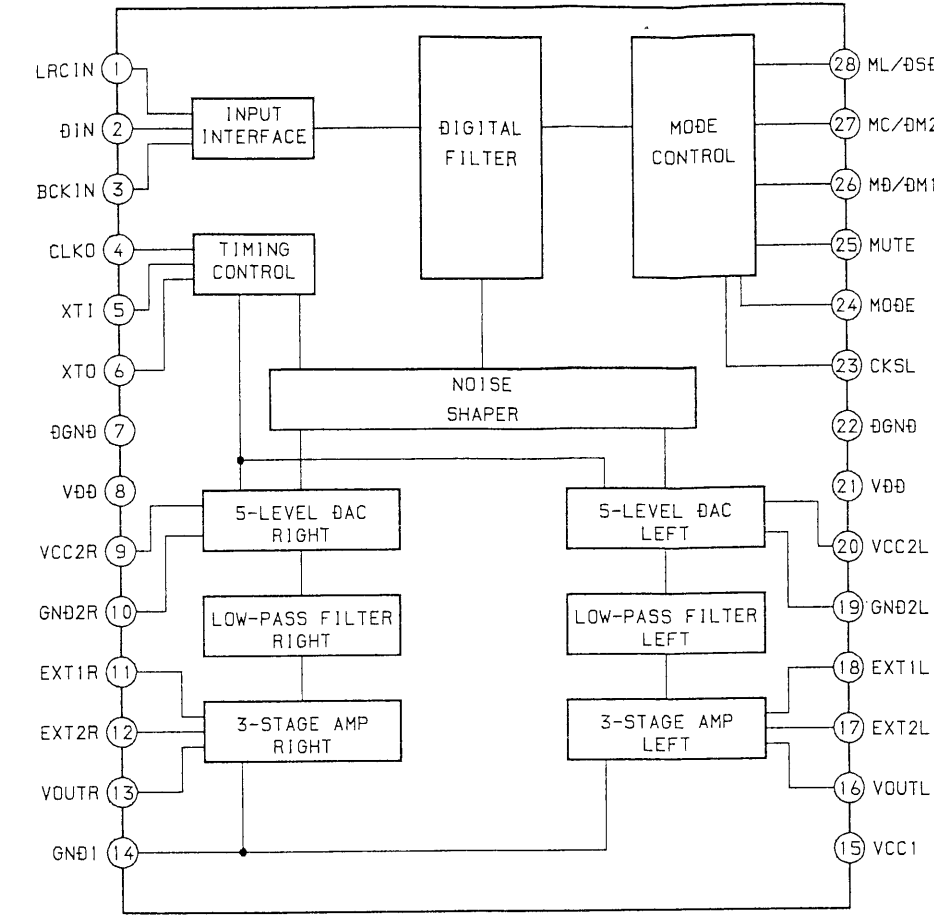 LRCIN 1
DIN 2
BCKIN 3
CLKO 4
XTI 5
XTO 6
DGND 7
VDD 8
VCC2R 9
GND2R 10
EXT1R 11
EXT2R 12
VOUTR 13
GND1 14
INPUT
INTERFACE
TIMING
CONTROL
DIGITAL
FILTER
MODE
CONTROL
NOISE
SHAPER
5-LEVEL DAC
RIGHT
5-LEVEL DAC
LEFT
LOW-PASS FILTER
RIGHT
LOW-PASS FILTER
LEFT
3-STAGE AMP
RIGHT
3-STAGE AMP
LEFT
28 ML/DSD
27 MC/DM2
26 MD/DM1
25 MUTE
24 MODE
23 CKSL
22 DGND
21 VDD
20 VCC2L
19 GND2L
18 EXT1L
17 EXT2L
16 VOUTL
15 VCC1